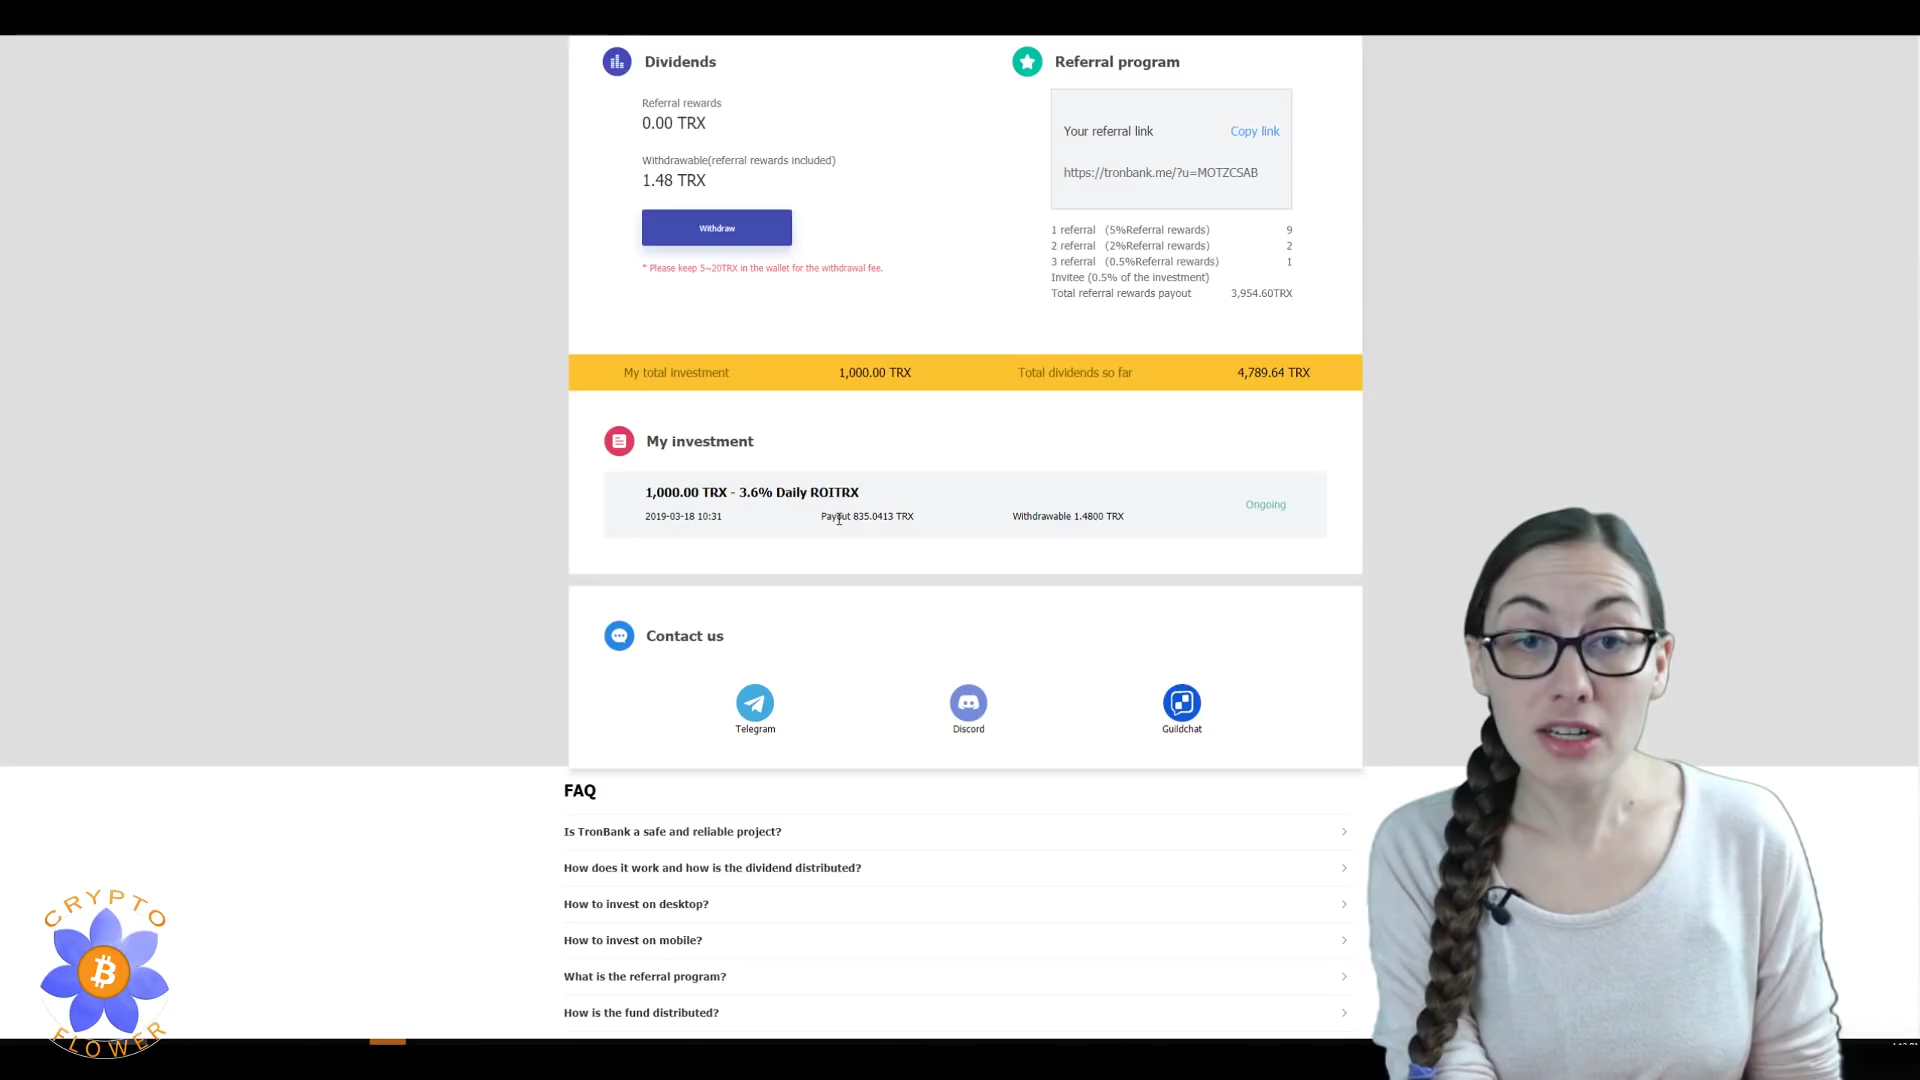 Dividends
Referral program
Referral rewards
0.00 TRX
Your referral link
Copy link
Withdrawable(referral rewards included)
1.48 TRX
https://tronbank.me/?u=MOTZCSAB
Withdraw
1 referral (5%Referral rewards) 9
2 referral (2%Referral rewards) 2
3 referral (0.5%Referral rewards) 1
* Please keep 5~20TRX in the wallet for the withdrawal fee.
Invitee (0.5% of the investment)
Total referral rewards payout 3,954.60TRX
My total investment 1,000.00 TRX Total dividends so far 4,789.64 TRX
My investment
1,000.00 TRX - 3.6% Daily ROITRX
Ongoing
2019-03-18 10:31 Payout 835.0413 TRX Withdrawable 1.4800 TRX
Contact us
Telegram Discord Guildchat
FAQ
Is TronBank a safe and reliable project?
How does it work and how is the dividend distributed?
How to invest on desktop?
How to invest on mobile?
What is the referral program?
How is the fund distributed?
CRYPTO
FLOWER